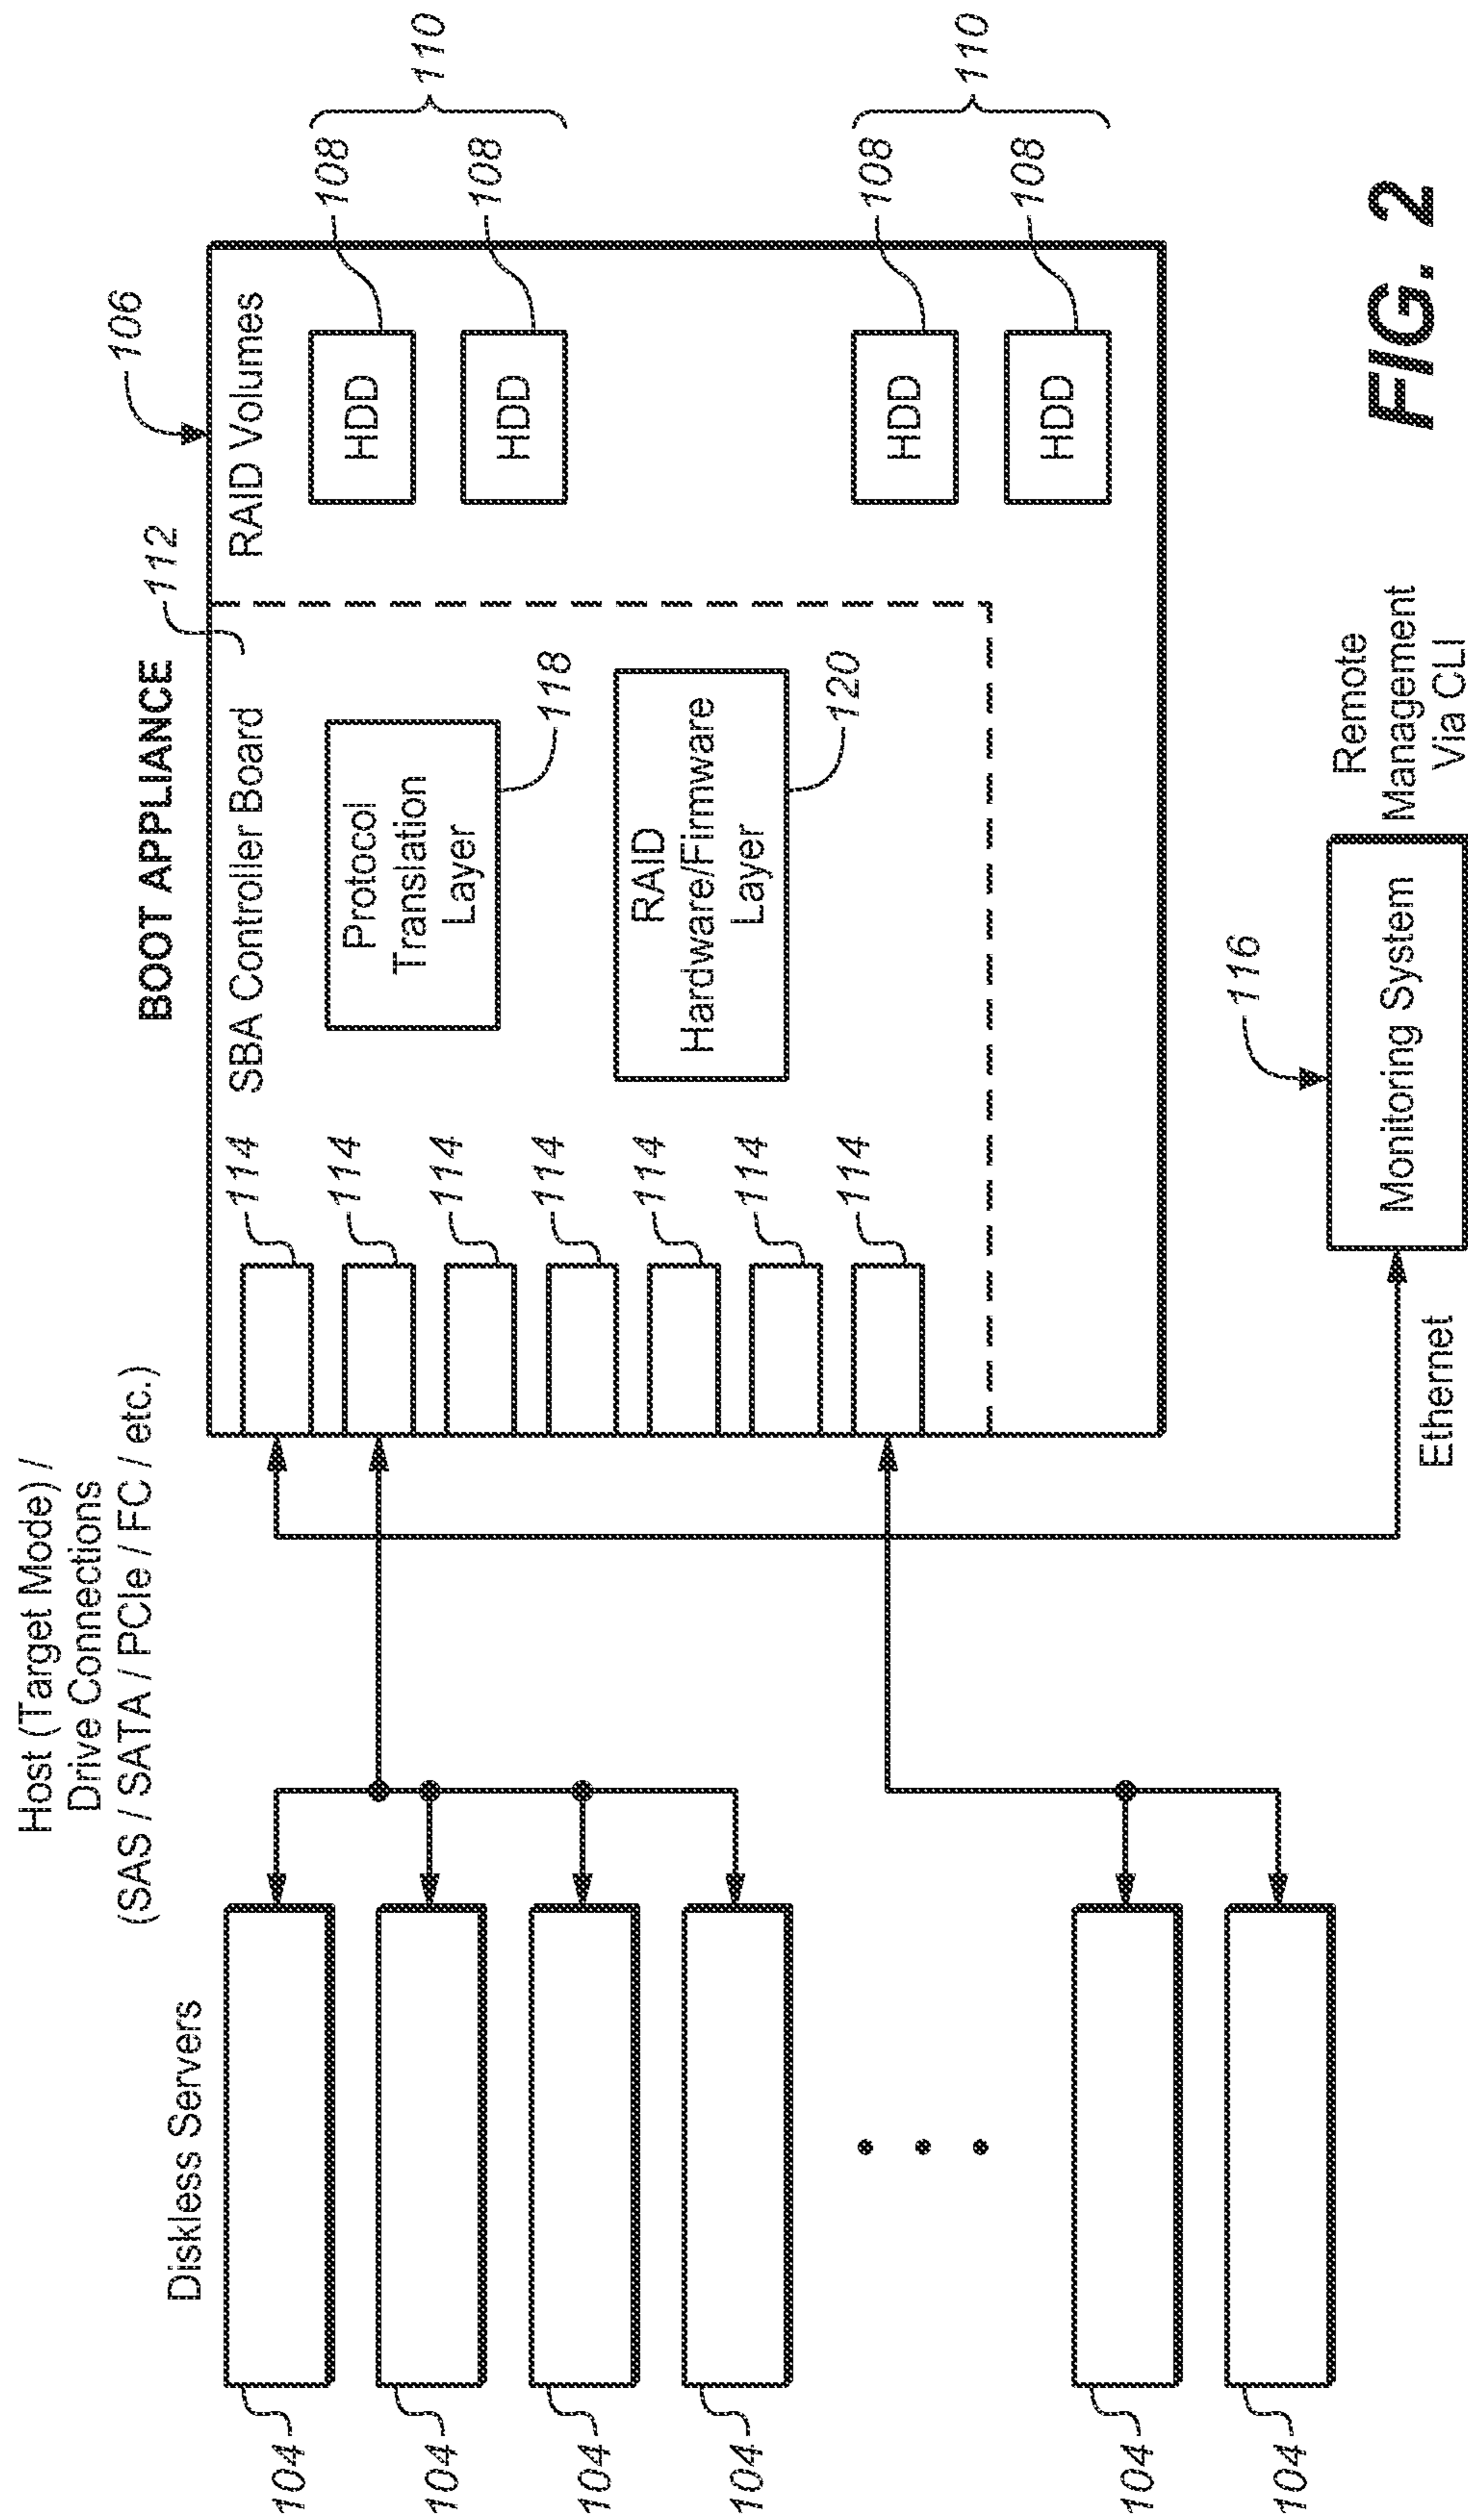 Host (Target Mode) /
Drive Connections
(SAS / SATA / PCIe / FC / etc.)
Diskless Servers
104
104
104
104
104
104
BOOT APPLIANCE
106
112
SBA Controller Board
RAID Volumes
114
114
114
114
114
114
114
Protocol
Translation
Layer
118
RAID
Hardware/Firmware
Layer
120
HDD
108
HDD
108
110
HDD
108
HDD
108
110
116
Monitoring System
Ethernet
Remote
Management
Via CLI
FIG. 2